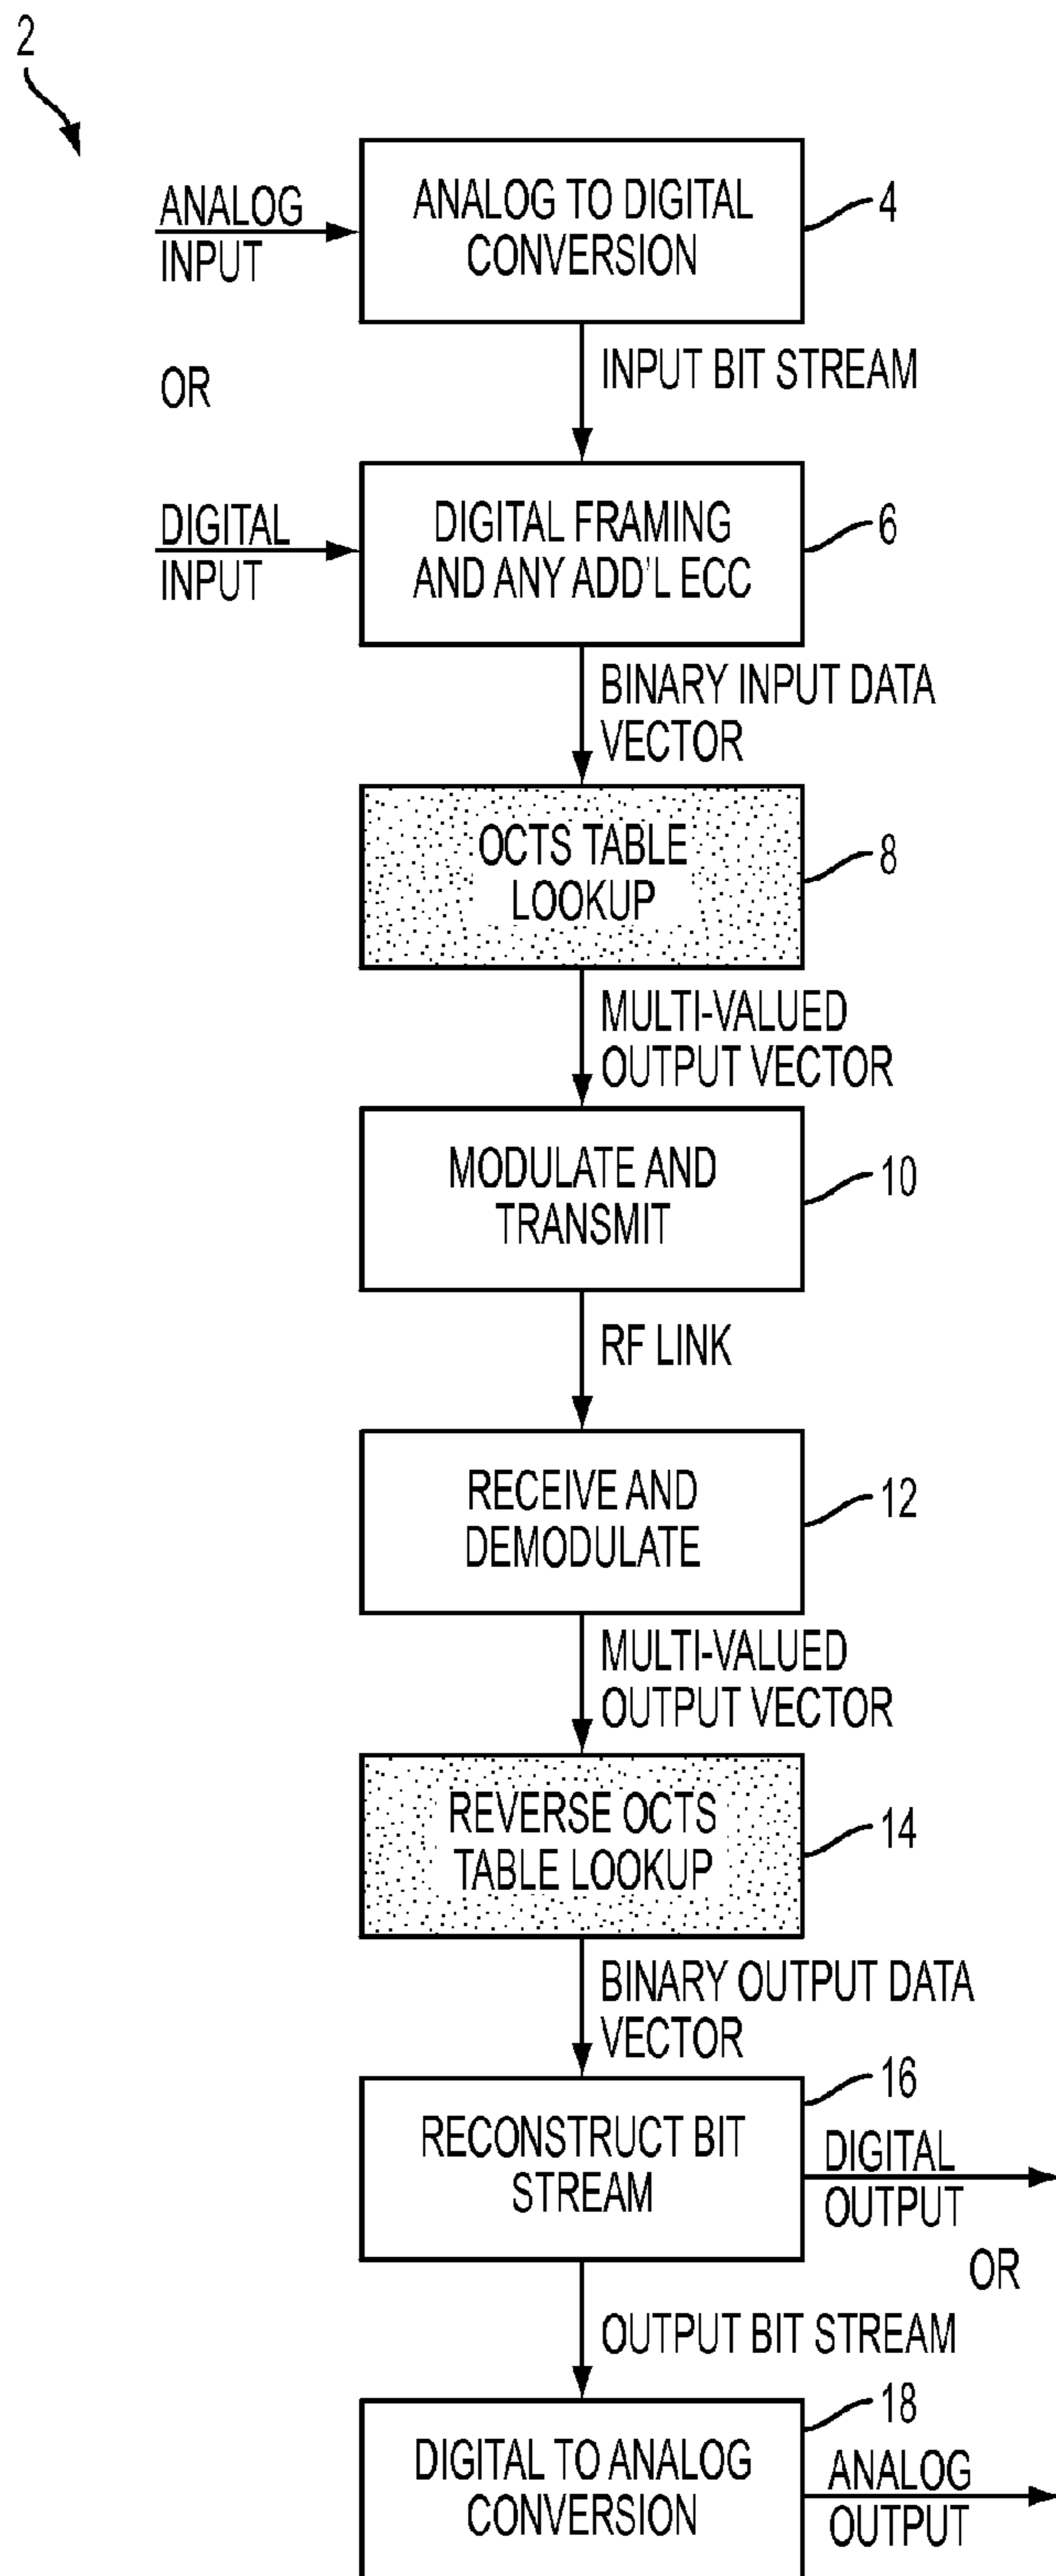 2
ANALOG
INPUT
ANALOG TO DIGITAL
CONVERSION
4
INPUT BIT STREAM
OR
DIGITAL
INPUT
DIGITAL FRAMING
AND ANY ADD'L ECC
6
BINARY INPUT DATA
VECTOR
OCTS TABLE
LOOKUP
8
MULTI-VALUED
OUTPUT VECTOR
MODULATE AND
TRANSMIT
10
RF LINK
RECEIVE AND
DEMODULATE
12
MULTI-VALUED
OUTPUT VECTOR
REVERSE OCTS
TABLE LOOKUP
14
BINARY OUTPUT DATA
VECTOR
RECONSTRUCT BIT
STREAM
16
DIGITAL
OUTPUT
OR
OUTPUT BIT STREAM
DIGITAL TO ANALOG
CONVERSION
18
ANALOG
OUTPUT